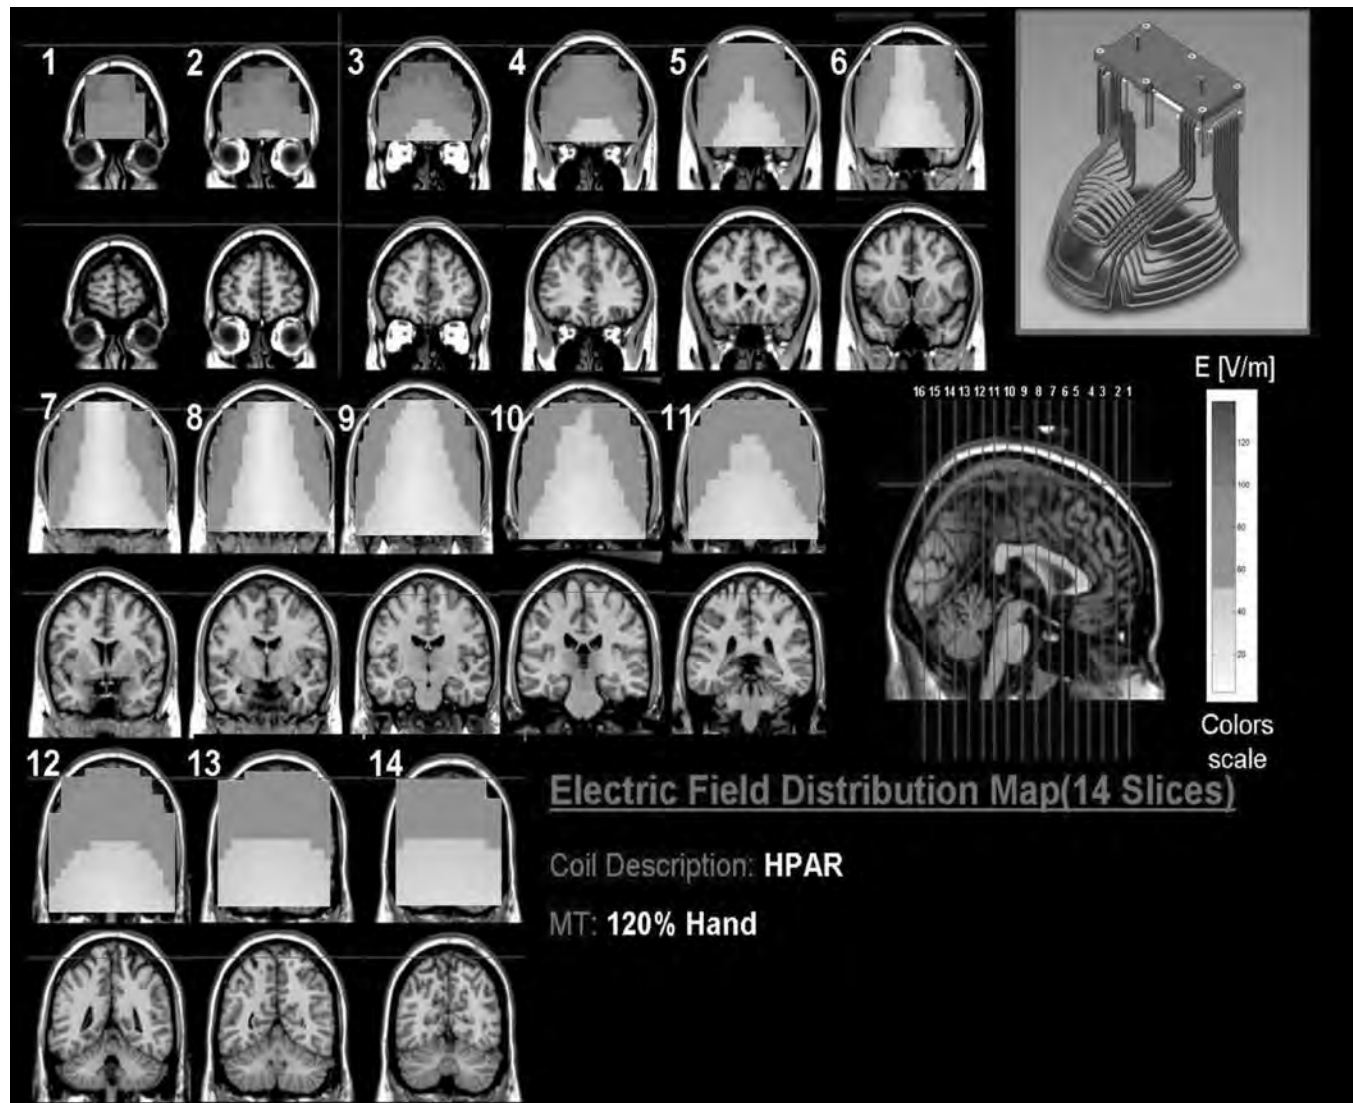 1 2 3 4 5 6
E [V/m]
7 8 9 10 11
16 15 14 13 12 11 10 9 8 7 6 5 4 3 2 1
120
100
80
60
40
20
Colors
scale
12 13 14
Electric Field Distribution Map(14 Slices)
Coil Description: HPAR
MT: 120% Hand